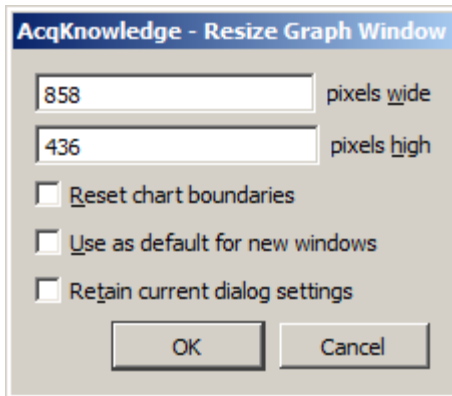 AcqKnowledge - Resize Graph Window
858 pixels wide
436 pixels high
Reset chart boundaries
Use as default for new windows
Retain current dialog settings
OK Cancel